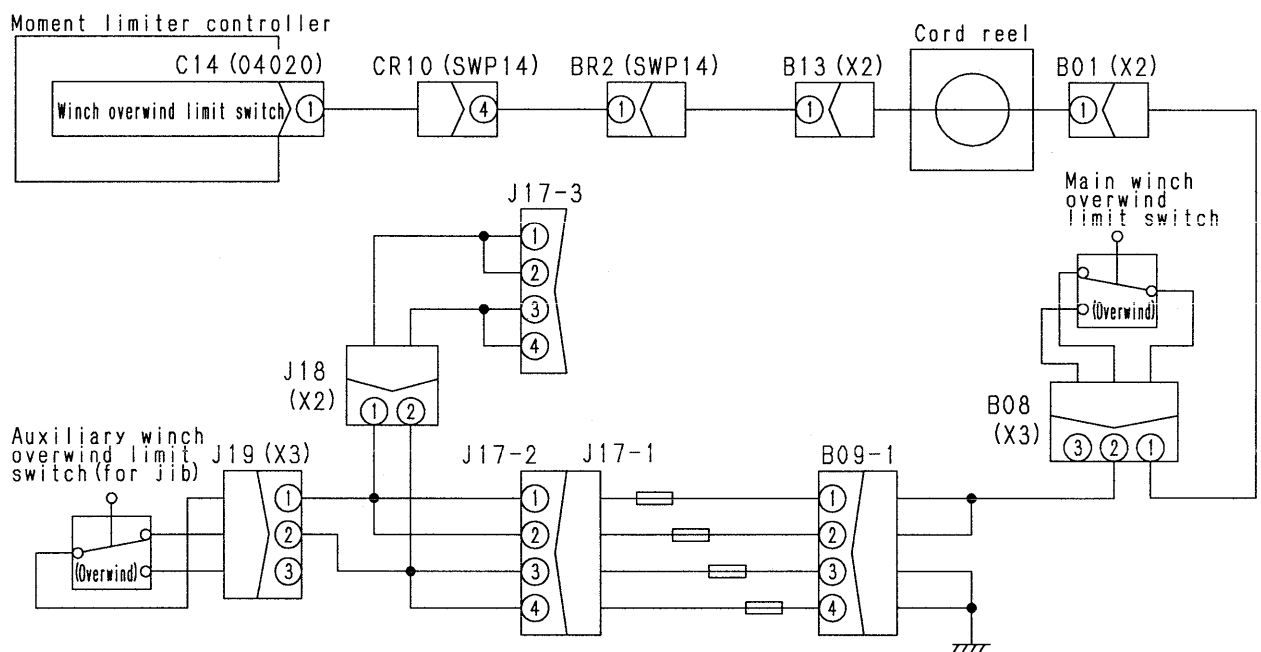 Moment limiter controller
C14 (04020)
Winch overwind limit switch
1
CR10 (SWP14)
4
BR2 (SWP14)
1
B13 (X2)
1
Cord reel
B01 (X2)
1
Main winch
overwind
limit switch
(Overwind)
J17-3
1
2
3
4
J18
(X2)
1 2
B08
(X3)
3 2 1
Auxiliary winch
overwind limit
switch (for jib)
(Overwind)
J19 (X3)
1
2
3
J17-2
1
2
3
4
J17-1
B09-1
1
2
3
4